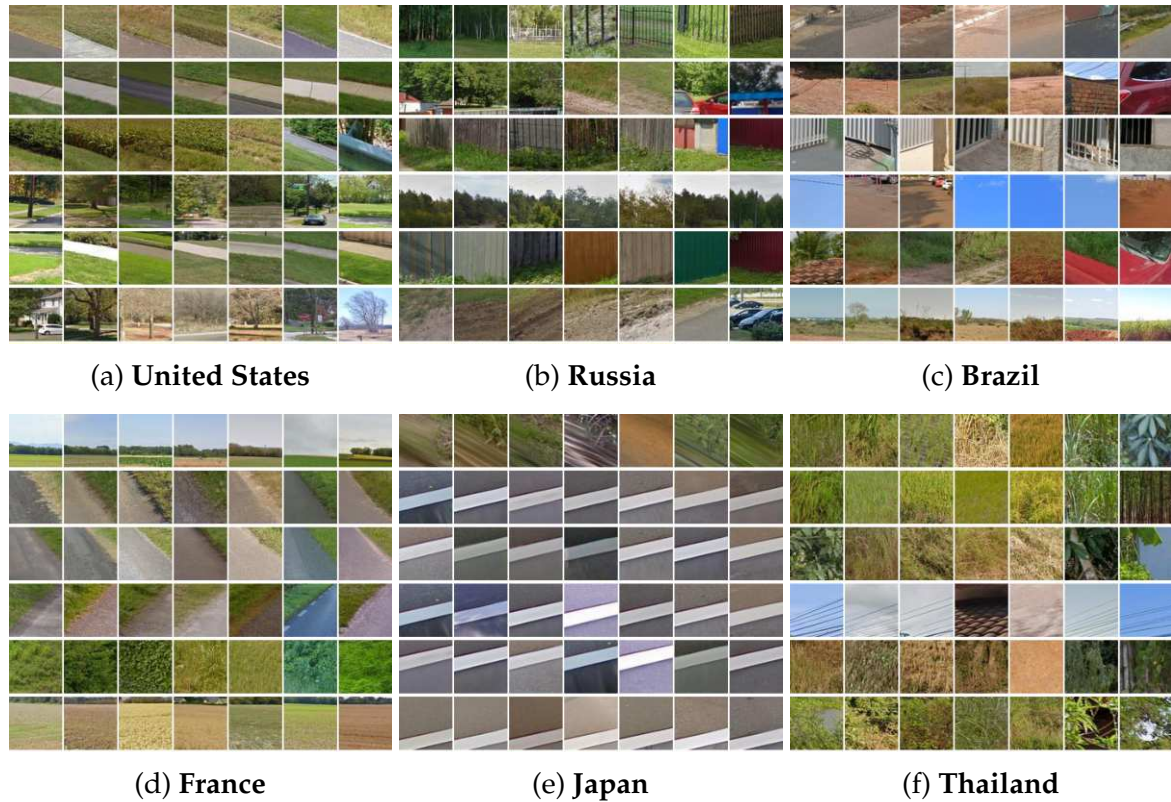 (a) United States
(b) Russia
(c) Brazil
(d) France
(e) Japan
(f) Thailand